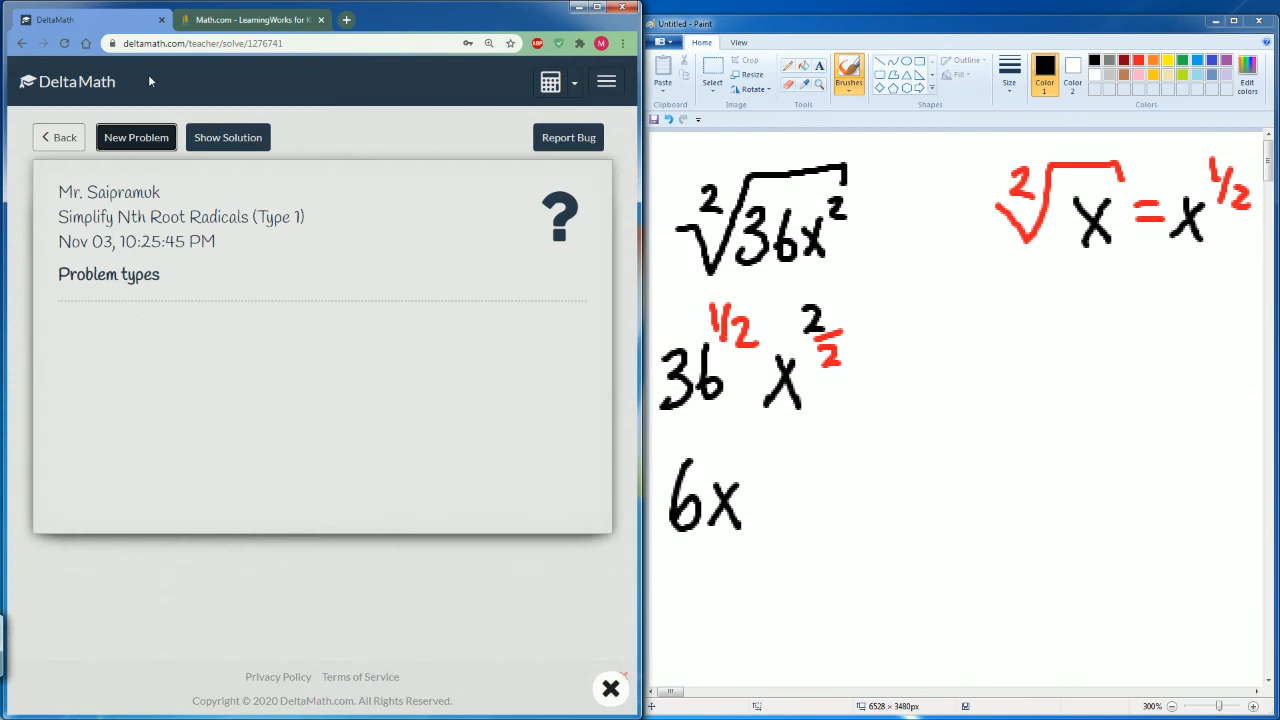 DeltaMath
Math.com - LearningWorks for K
deltamath.com/teacher/solve/1276741
ABP
M
DeltaMath
Back
New Problem
Show Solution
Report Bug
Mr. Saipramuk
Simplify Nth Root Radicals (Type 1)
Nov 03, 10:25:45 PM
Problem types
?
Privacy Policy Terms of Service
Copyright © 2020 DeltaMath.com. All Rights Reserved.
Untitled - Paint
Home View
Paste
Select
Crop
Resize
Rotate
A
Brushes
Outline
Fill
Size
Color 1
Color 2
Edit colors
Clipboard Image Tools Shapes Colors
²√36x²
²√x = x^1/2
36^1/2 x^2/2
6x
6528 × 3480px
300%